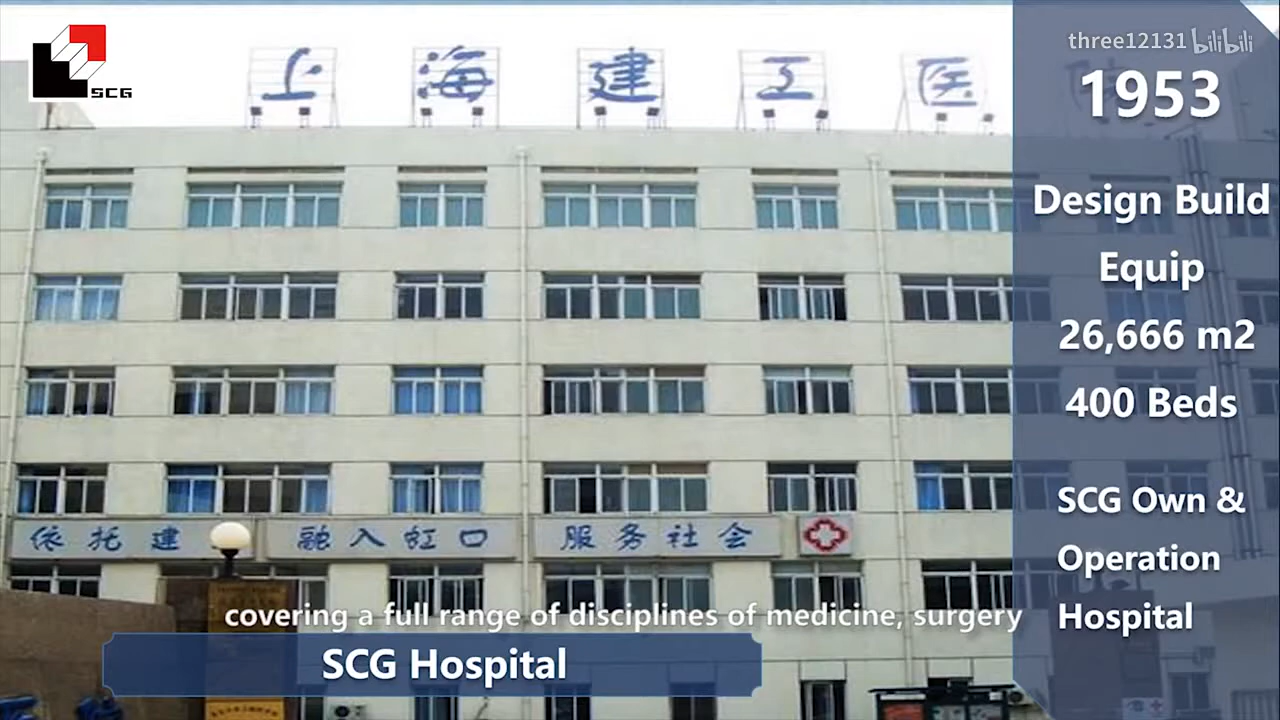 SCG
上海建工医
three12131 bilibili
1953
Design Build
Equip
26,666 m2
400 Beds
SCG Own &
Operation
Hospital
依托建
融入虹口
服务社会
covering a full range of disciplines of medicine, surgery
SCG Hospital